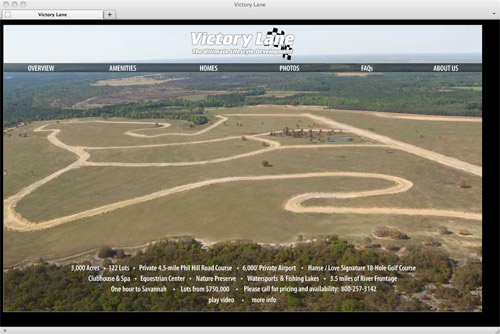 Victory Lane
Victory Lane
Victory Lane
The Ultimate Lifestyle Development
OVERVIEW AMENITIES HOMES PHOTOS FAQs ABOUT US
3,000 Acres • 122 Lots • Private 4.5-mile Phil Hill Road Course • 6,000' Private Airport • Hanse / Love Signature 18-Hole Golf Course
Clubhouse & Spa • Equestrian Center • Nature Preserve • Watersports & Fishing Lakes • 3.5 miles of River Frontage
One hour to Savannah • Lots from $750,000 • Please call for pricing and availability: 800-257-3142
play video • more info